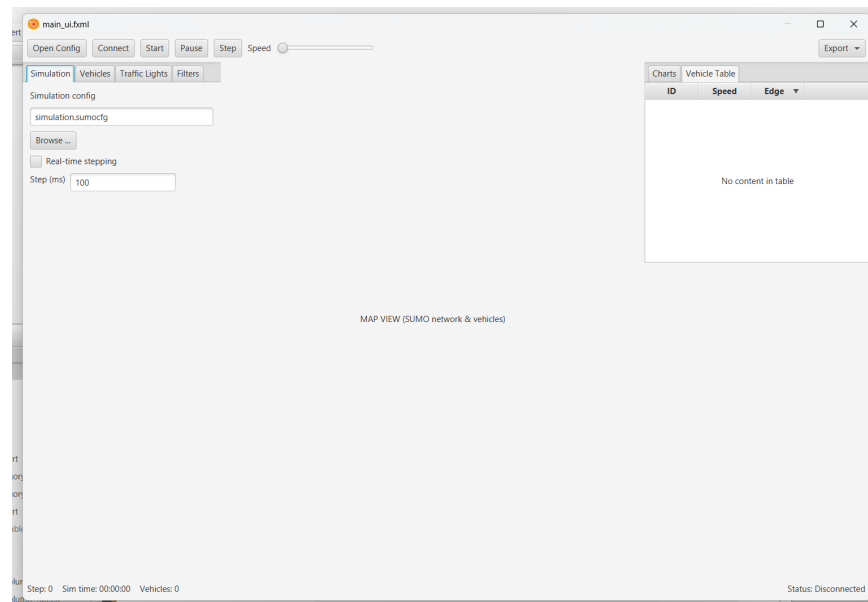 main_ui.fxml
Open Config Connect Start Pause Step Speed Export
Simulation Vehicles Traffic Lights Filters
Simulation config
simulation.sumocfg
Browse ...
Real-time stepping
Step (ms) 100
Charts Vehicle Table
ID Speed Edge
No content in table
MAP VIEW (SUMO network & vehicles)
Step: 0 Sim time: 00:00:00 Vehicles: 0 Status: Disconnected